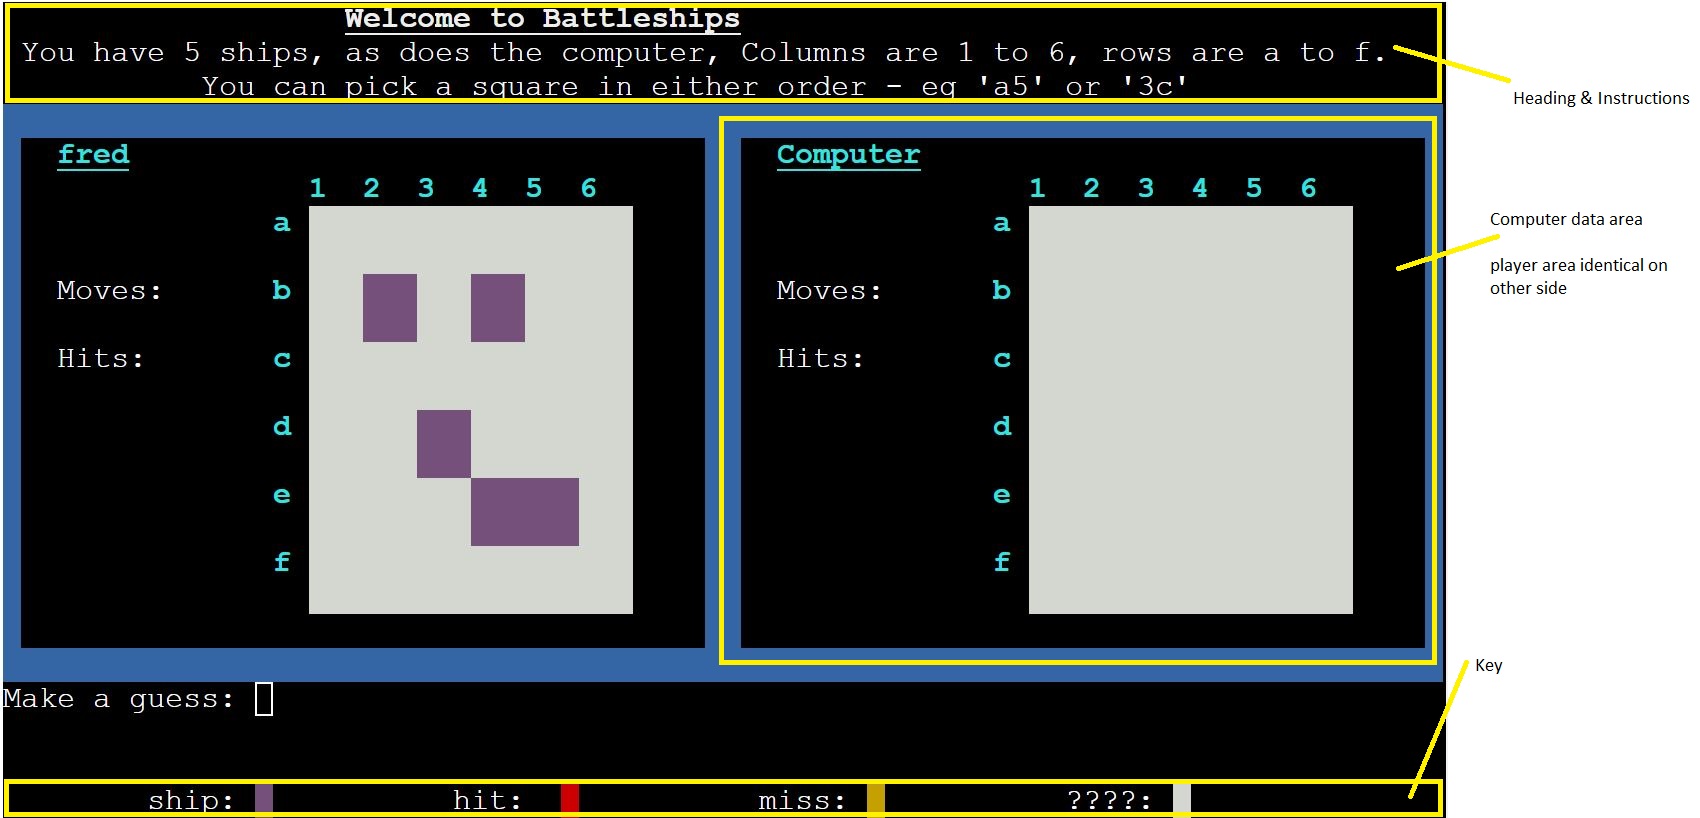 Welcome to Battleships
You have 5 ships, as does the computer, Columns are 1 to 6, rows are a to f.
You can pick a square in either order - eg 'a5' or '3c'
Heading & Instructions
fred
1 2 3 4 5 6
a
Moves: b
Hits: c
d
e
f
Computer
1 2 3 4 5 6
a
Moves: b
Hits: c
d
e
f
Computer data area
player area identical on
other side
Make a guess:
Key
ship: hit: miss: ????: